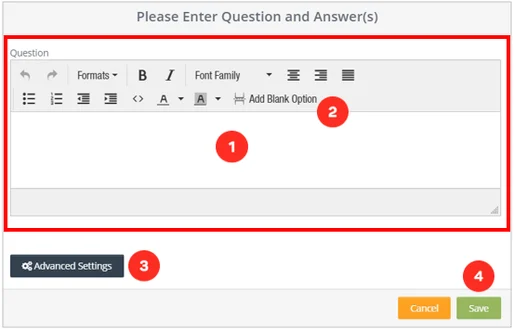 Please Enter Question and Answer(s)
Question
Formats B I Font Family
A A Add Blank Option
2
1
Advanced Settings 3
4
Cancel Save